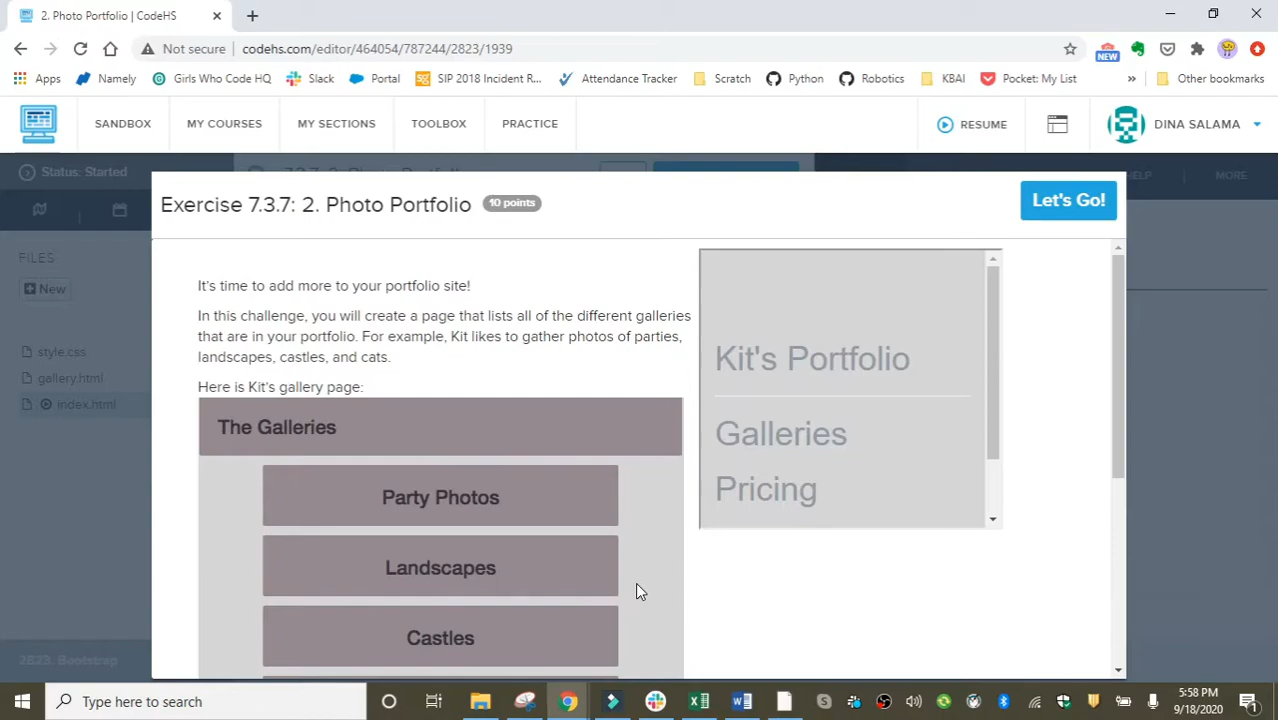 2. Photo Portfolio | CodeHS
Not secure codehs.com/editor/464054/787244/2823/1939
NEW
Apps Namely Girls Who Code HQ Slack Portal SIP 2018 Incident R... Attendance Tracker Scratch Python Robotics KBAI Pocket: My List » Other bookmarks
SANDBOX MY COURSES MY SECTIONS TOOLBOX PRACTICE RESUME DINA SALAMA
Status: Started HELP MORE
Exercise 7.3.7: 2. Photo Portfolio 10 points Let's Go!
FILES
New
style.css
gallery.html
index.html
2823. Bootstrap
It's time to add more to your portfolio site!
In this challenge, you will create a page that lists all of the different galleries
that are in your portfolio. For example, Kit likes to gather photos of parties,
landscapes, castles, and cats.
Here is Kit's gallery page:
The Galleries
Party Photos
Landscapes
Castles
Kit's Portfolio
Galleries
Pricing
Type here to search
5:58 PM
9/18/2020
1